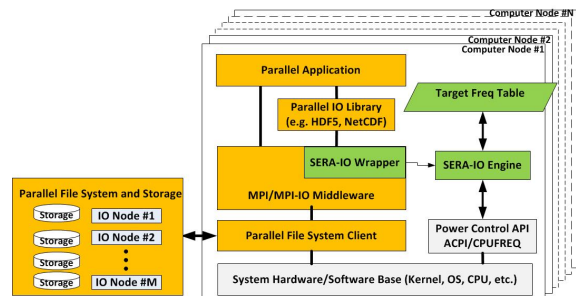 Computer Node #N
Computer Node #2
Computer Node #1
Parallel Application
Target Freq Table
Parallel IO Library
(e.g. HDF5, NetCDF)
SERA-IO Wrapper
SERA-IO Engine
MPI/MPI-IO Middleware
Parallel File System and Storage
Storage
IO Node #1
Storage
IO Node #2
Storage
Storage
IO Node #M
Parallel File System Client
Power Control API
ACPI/CPUFREQ
System Hardware/Software Base (Kernel, OS, CPU, etc.)